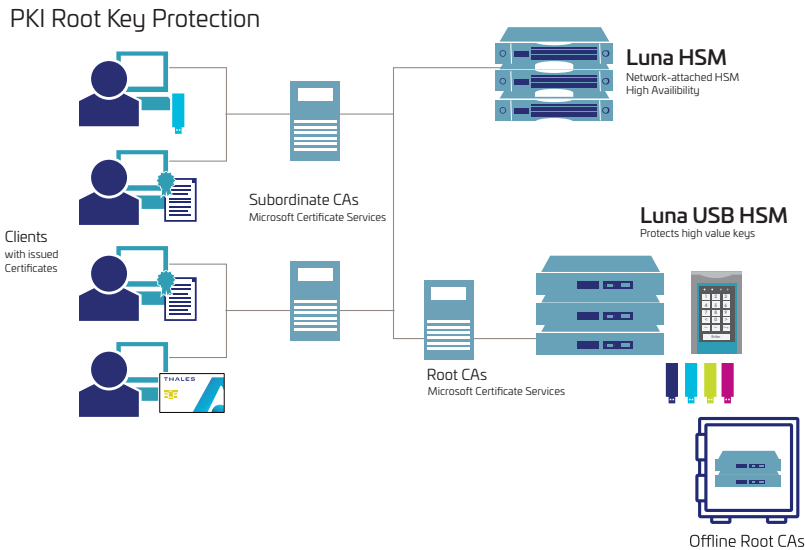 PKI Root Key Protection
Luna HSM
Network-attached HSM
High Availibility
Subordinate CAs
Microsoft Certificate Services
Luna USB HSM
Protects high value keys
Clients
with issued
Certificates
THALES
Root CAs
Microsoft Certificate Services
Offline Root CAs